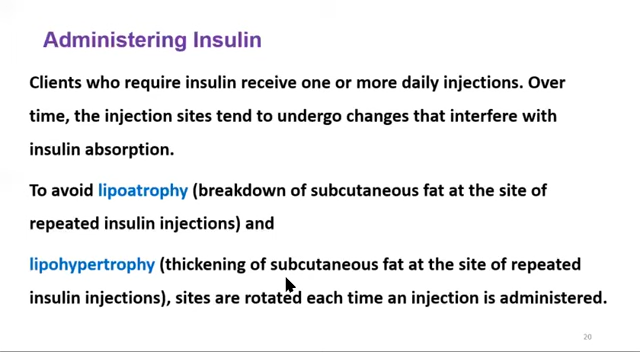 Administering Insulin
Clients who require insulin receive one or more daily injections. Over
time, the injection sites tend to undergo changes that interfere with
insulin absorption.
To avoid lipoatrophy (breakdown of subcutaneous fat at the site of
repeated insulin injections) and
lipohypertrophy (thickening of subcutaneous fat at the site of repeated
insulin injections), sites are rotated each time an injection is administered.
20